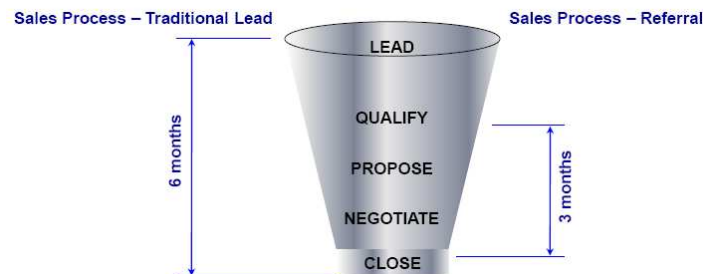 Sales Process – Traditional Lead
Sales Process – Referral
LEAD
QUALIFY
PROPOSE
NEGOTIATE
CLOSE
6 months
3 months